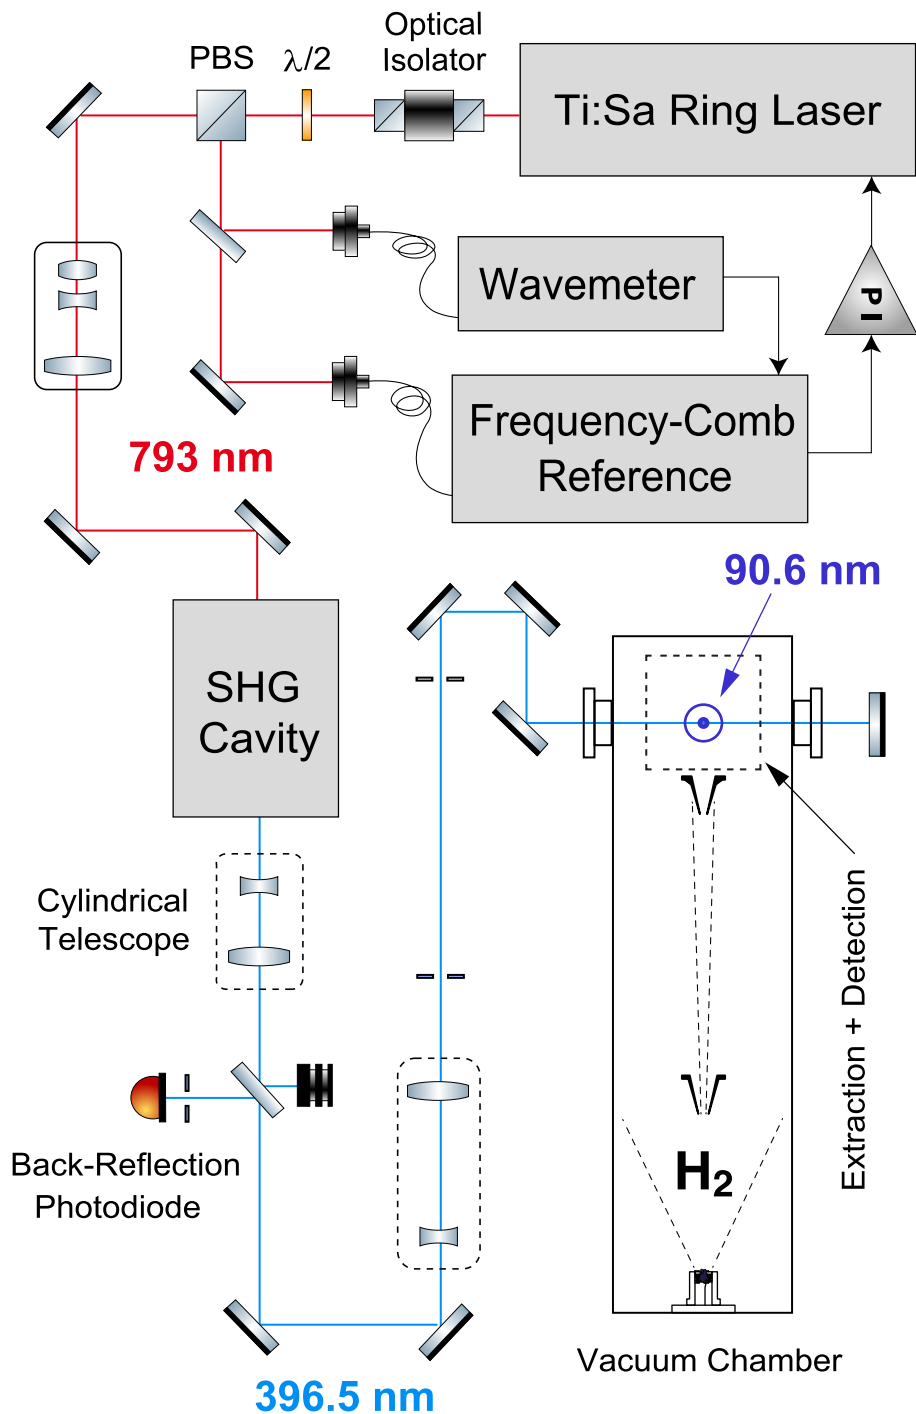 Optical
Isolator
PBS
λ/2
Ti:Sa Ring Laser
Wavemeter
PI
Frequency-Comb
Reference
793 nm
90.6 nm
SHG
Cavity
Cylindrical
Telescope
Extraction + Detection
Back-Reflection
Photodiode
H2
Vacuum Chamber
396.5 nm